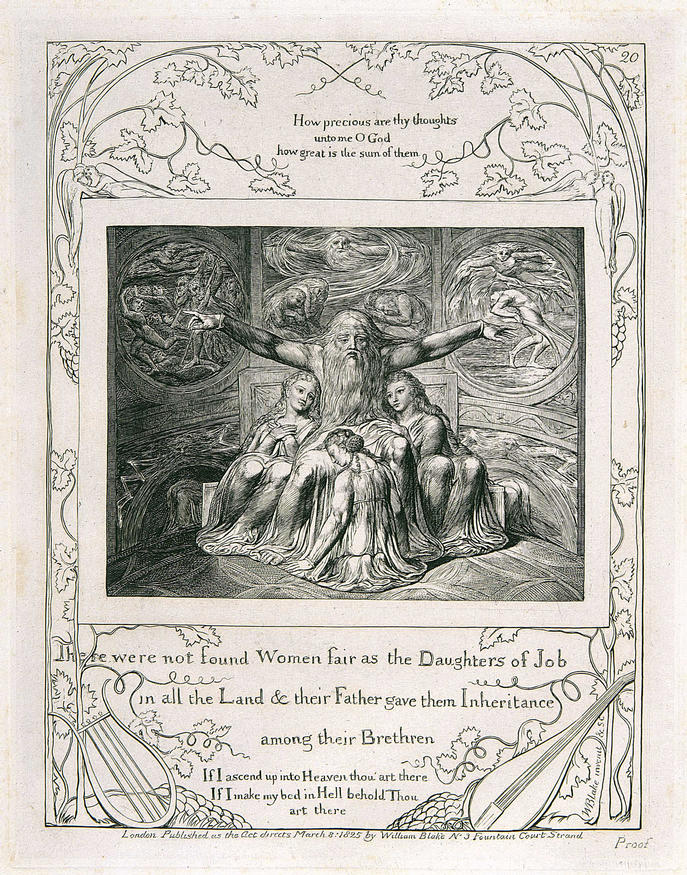 20
How precious are thy thoughts
unto me O God
how great is the sum of them
There were not found Women fair as the Daughters of Job
in all the Land & their Father gave them Inheritance
among their Brethren
If I ascend up into Heaven thou art there
If I make my bed in Hell behold Thou
art there
WBlake invenit & sc
London Published as the Act directs March 8: 1825 by William Blake No 3 Fountain Court Strand
Proof